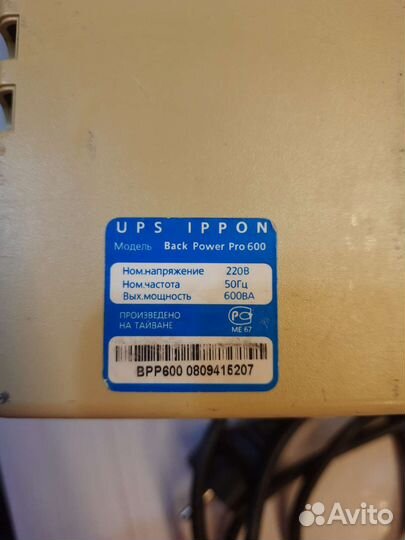 UPS IPPON
Модель Back Power Pro 600
Ном.напряжение 220В
Ном.частота 50Гц
Вых.мощность 600ВА
ПРОИЗВЕДЕНО
НА ТАЙВАНЕ
РС
МЕ 67
BPP600 0809415207
Avito